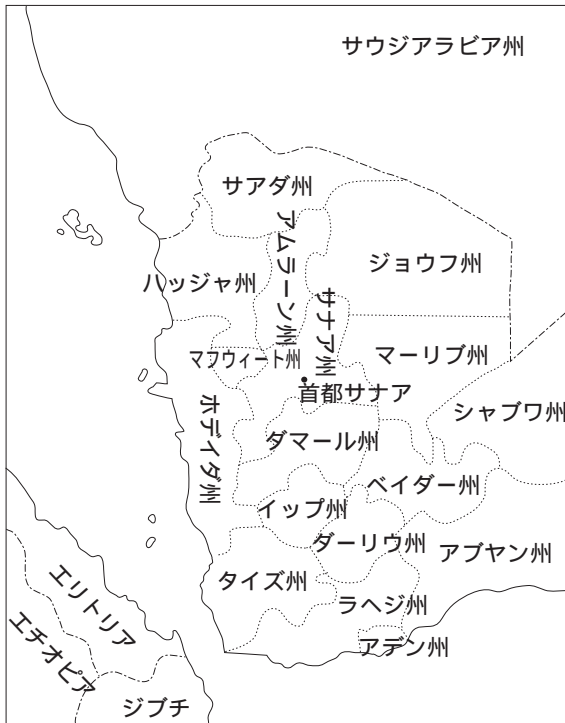 サウジアラビア州
サアダ州
アムラーン州
ジョウフ州
ハッジャ州
サナア州
マフウィート州
マーリブ州
首都サナア
シャブワ州
ホデイダ州
ダマール州
ベイダー州
イップ州
ダーリウ州
アブヤン州
タイズ州
ラヘジ州
アデン州
エリトリア
エチオピア
ジブチ